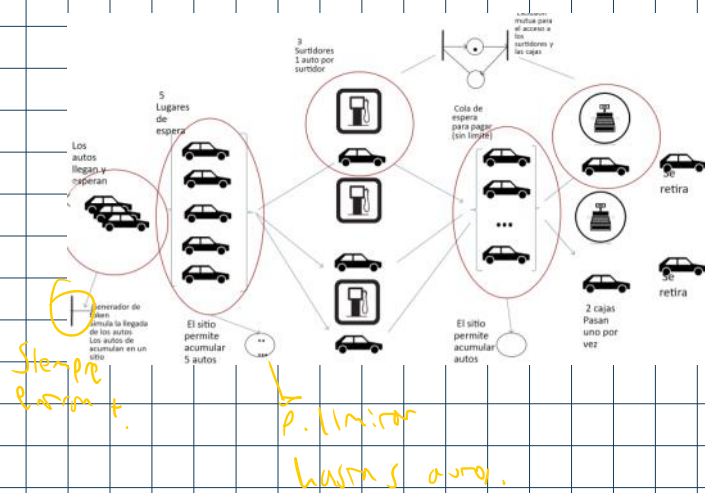 3
Surtidores
1 auto por
surtidor
mutua para
el acceso a
los
surtidores y
las cajas
5
Lugares
de
espera
Cola de
espera
para pagar
(sin limite)
Los
autos
llegan y
esperan
Se
retira
Se
retira
Generador de
token
Simula la llegada
de los autos
Los autos de
acumulan en un
sitio
El sitio
permite
acumular
5 autos
El sitio
permite
acumular
autos
2 cajas
Pasan
uno por
vez
Siempre
P. limitar
hasta 5 autos.